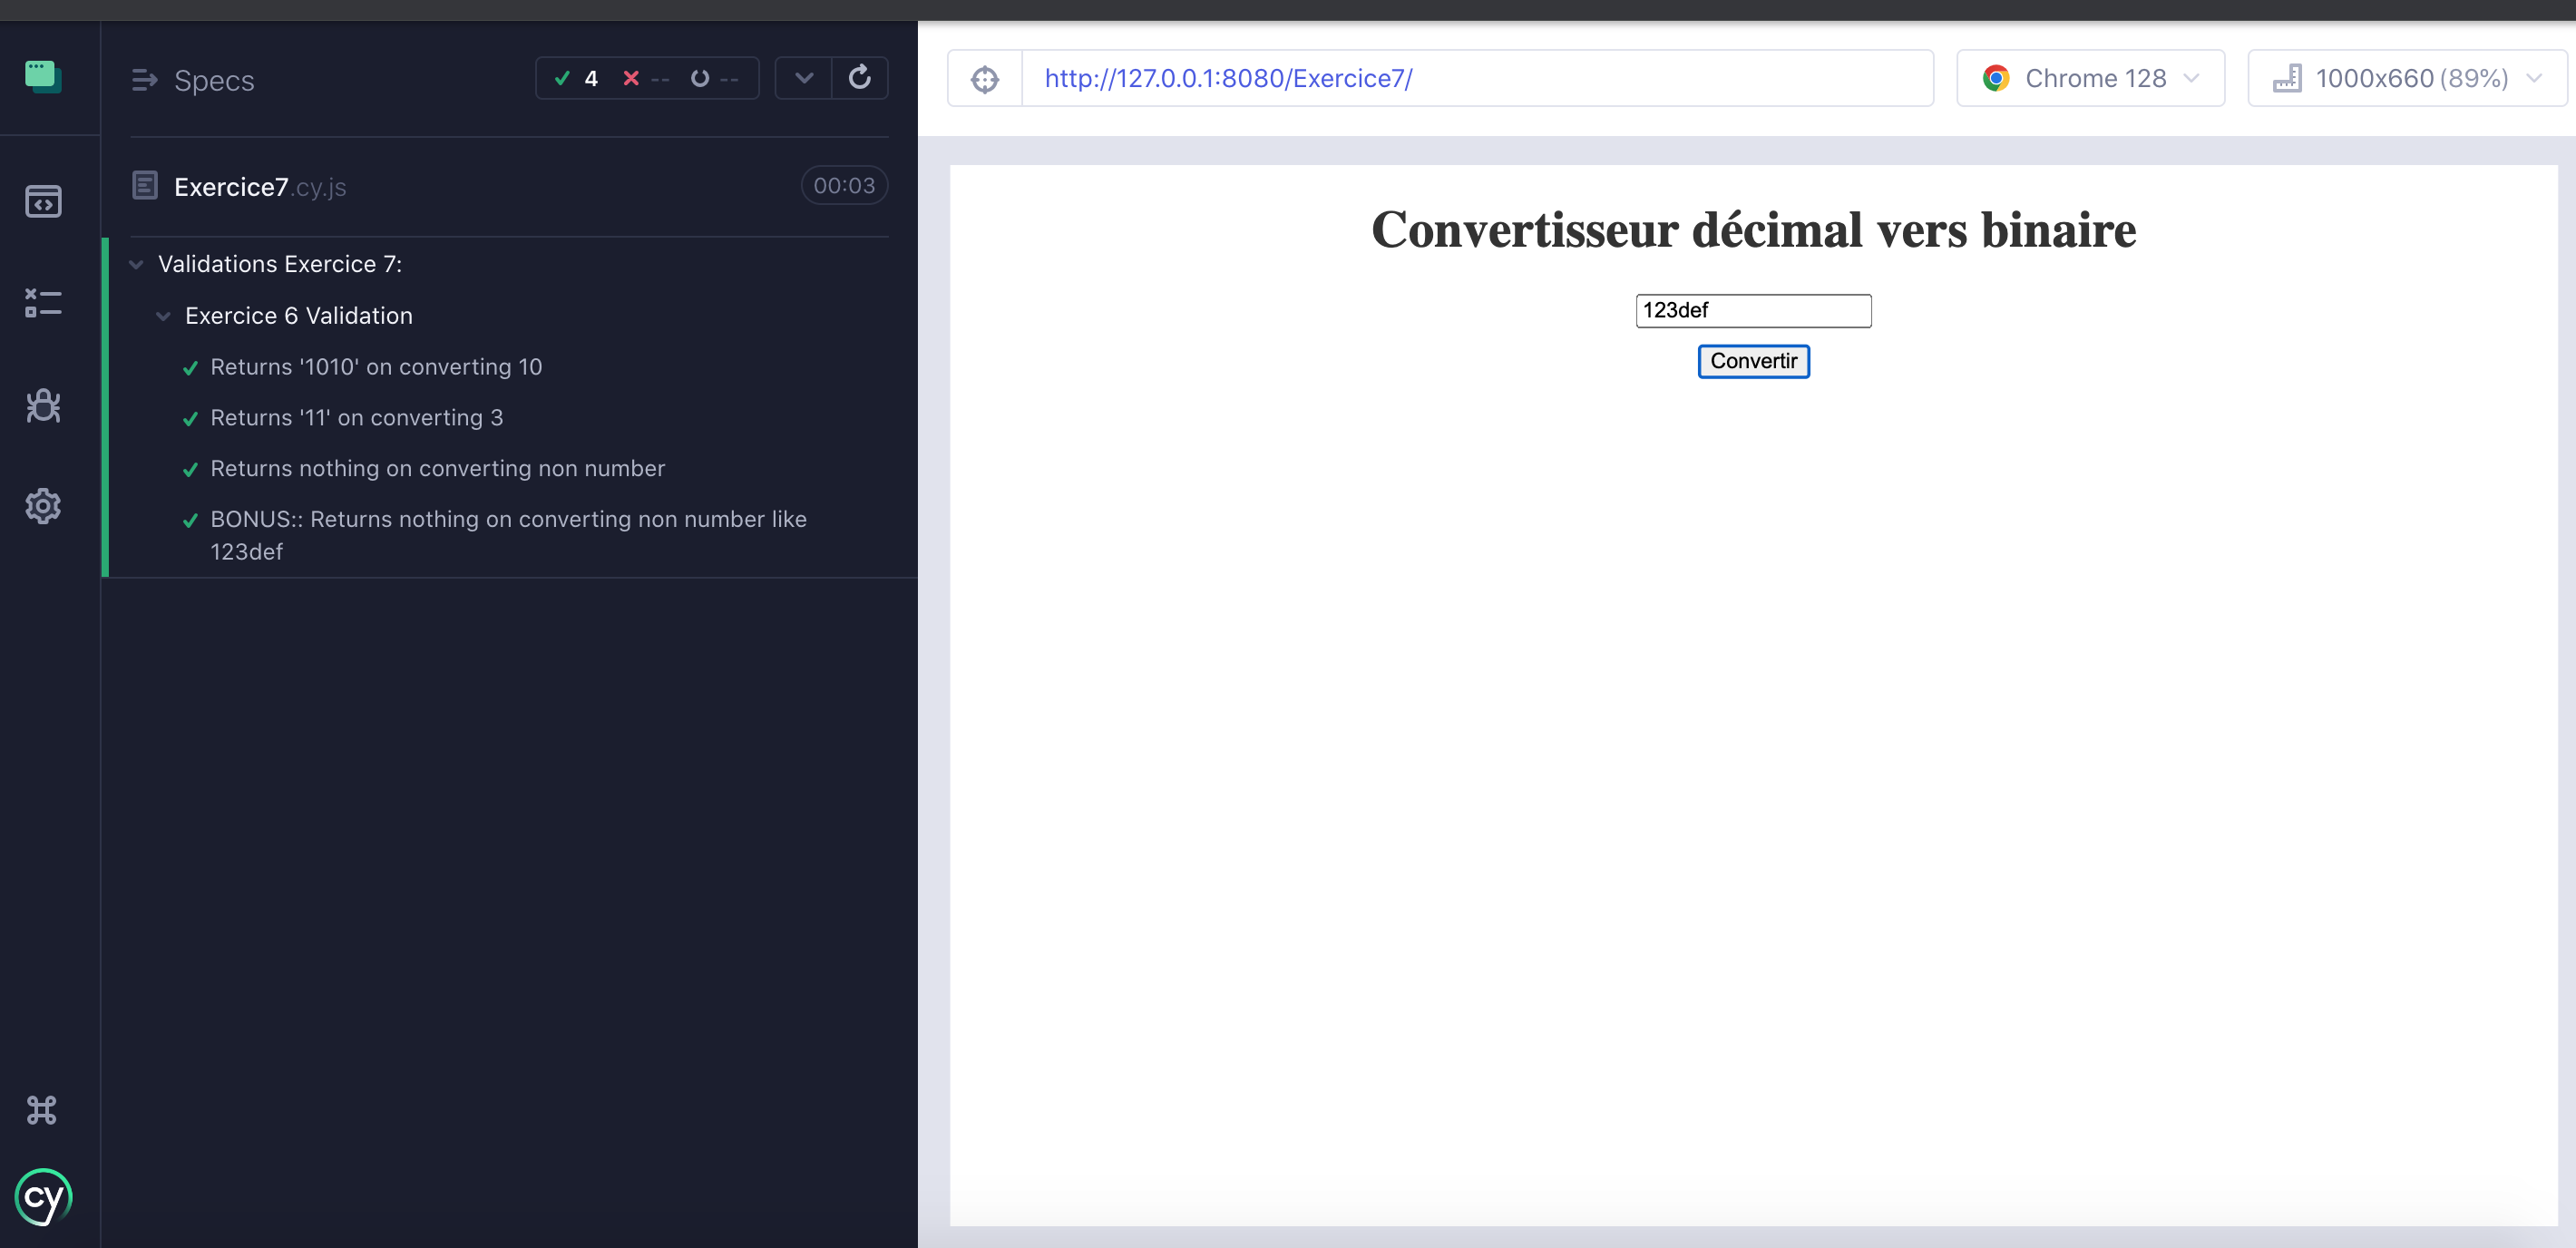 Specs
4 -- --
Exercice7.cy.js
00:03
Validations Exercice 7:
Exercice 6 Validation
Returns '1010' on converting 10
Returns '11' on converting 3
Returns nothing on converting non number
BONUS:: Returns nothing on converting non number like
123def
cy
http://127.0.0.1:8080/Exercice7/
Chrome 128
1000x660 (89%)
Convertisseur décimal vers binaire
123def
Convertir